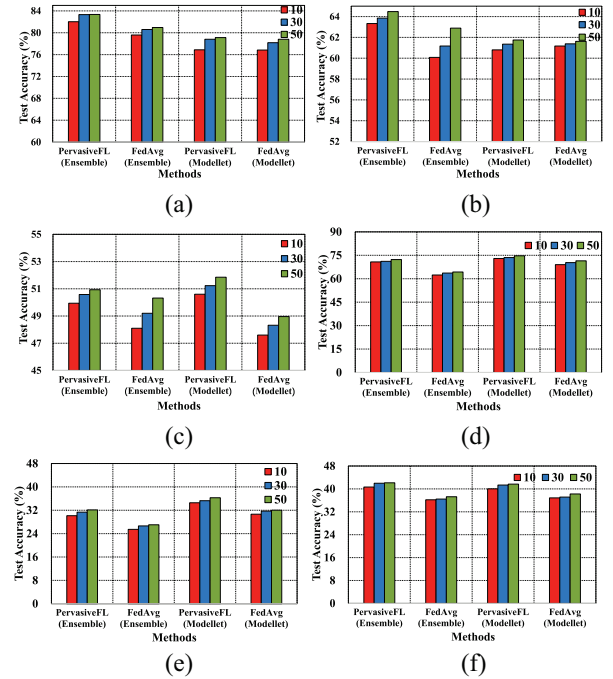 84
80
76
72
68
64
60
Test Accuracy (%)
10
30
50
PervasiveFL
(Ensemble)
FedAvg
(Ensemble)
PervasiveFL
(Modellet)
FedAvg
(Modellet)
Methods
(a)
64
62
60
58
56
54
52
Test Accuracy (%)
10
30
50
PervasiveFL
(Ensemble)
FedAvg
(Ensemble)
PervasiveFL
(Modellet)
FedAvg
(Modellet)
Methods
(b)
55
53
51
49
47
45
Test Accuracy (%)
10
30
50
PervasiveFL
(Ensemble)
FedAvg
(Ensemble)
PervasiveFL
(Modellet)
FedAvg
(Modellet)
Methods
(c)
90
75
60
45
30
15
0
Test Accuracy (%)
10 30 50
PervasiveFL
(Ensemble)
FedAvg
(Ensemble)
PervasiveFL
(Modellet)
FedAvg
(Modellet)
Methods
(d)
48
40
32
24
16
8
0
Test Accuracy (%)
10
30
50
PervasiveFL
(Ensemble)
FedAvg
(Ensemble)
PervasiveFL
(Modellet)
FedAvg
(Modellet)
Methods
(e)
48
40
32
24
16
8
0
Test Accuracy (%)
10 30 50
PervasiveFL
(Ensemble)
FedAvg
(Ensemble)
PervasiveFL
(Modellet)
FedAvg
(Modellet)
Methods
(f)